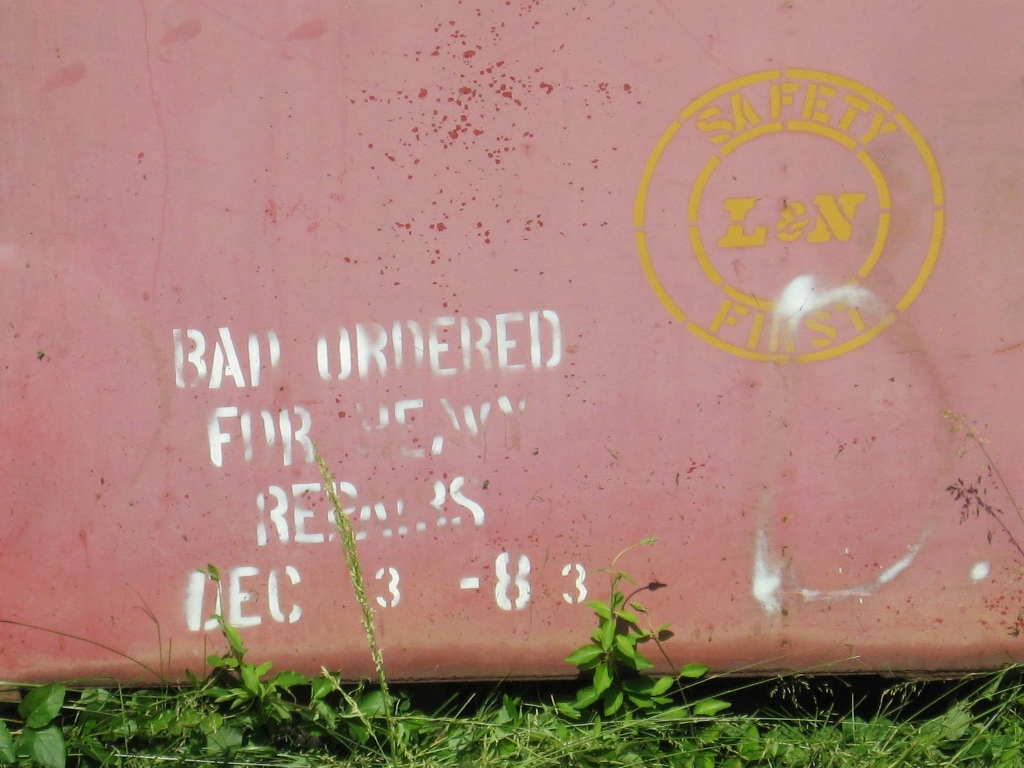 SAFETY
L&N
FIRST
BAD ORDERED
FOR HEAVY
REPAIRS
DEC 3 -83